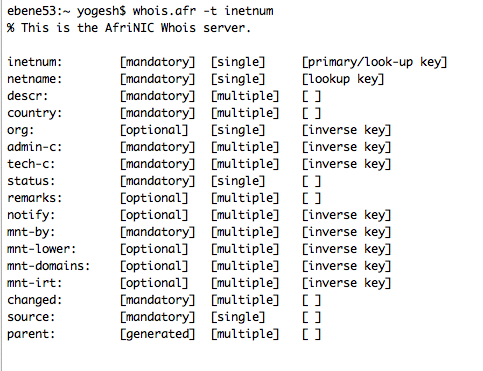 ebene53:~ yogesh$ whois.afr -t inetnum
% This is the AfriNIC Whois server.
inetnum: [mandatory] [single] [primary/look-up key]
netname: [mandatory] [single] [lookup key]
descr: [mandatory] [multiple] [ ]
country: [mandatory] [multiple] [ ]
org: [optional] [single] [inverse key]
admin-c: [mandatory] [multiple] [inverse key]
tech-c: [mandatory] [multiple] [inverse key]
status: [mandatory] [single] [ ]
remarks: [optional] [multiple] [ ]
notify: [optional] [multiple] [inverse key]
mnt-by: [mandatory] [multiple] [inverse key]
mnt-lower: [optional] [multiple] [inverse key]
mnt-domains: [optional] [multiple] [inverse key]
mnt-irt: [optional] [multiple] [inverse key]
changed: [mandatory] [multiple] [ ]
source: [mandatory] [single] [ ]
parent: [generated] [multiple] [ ]